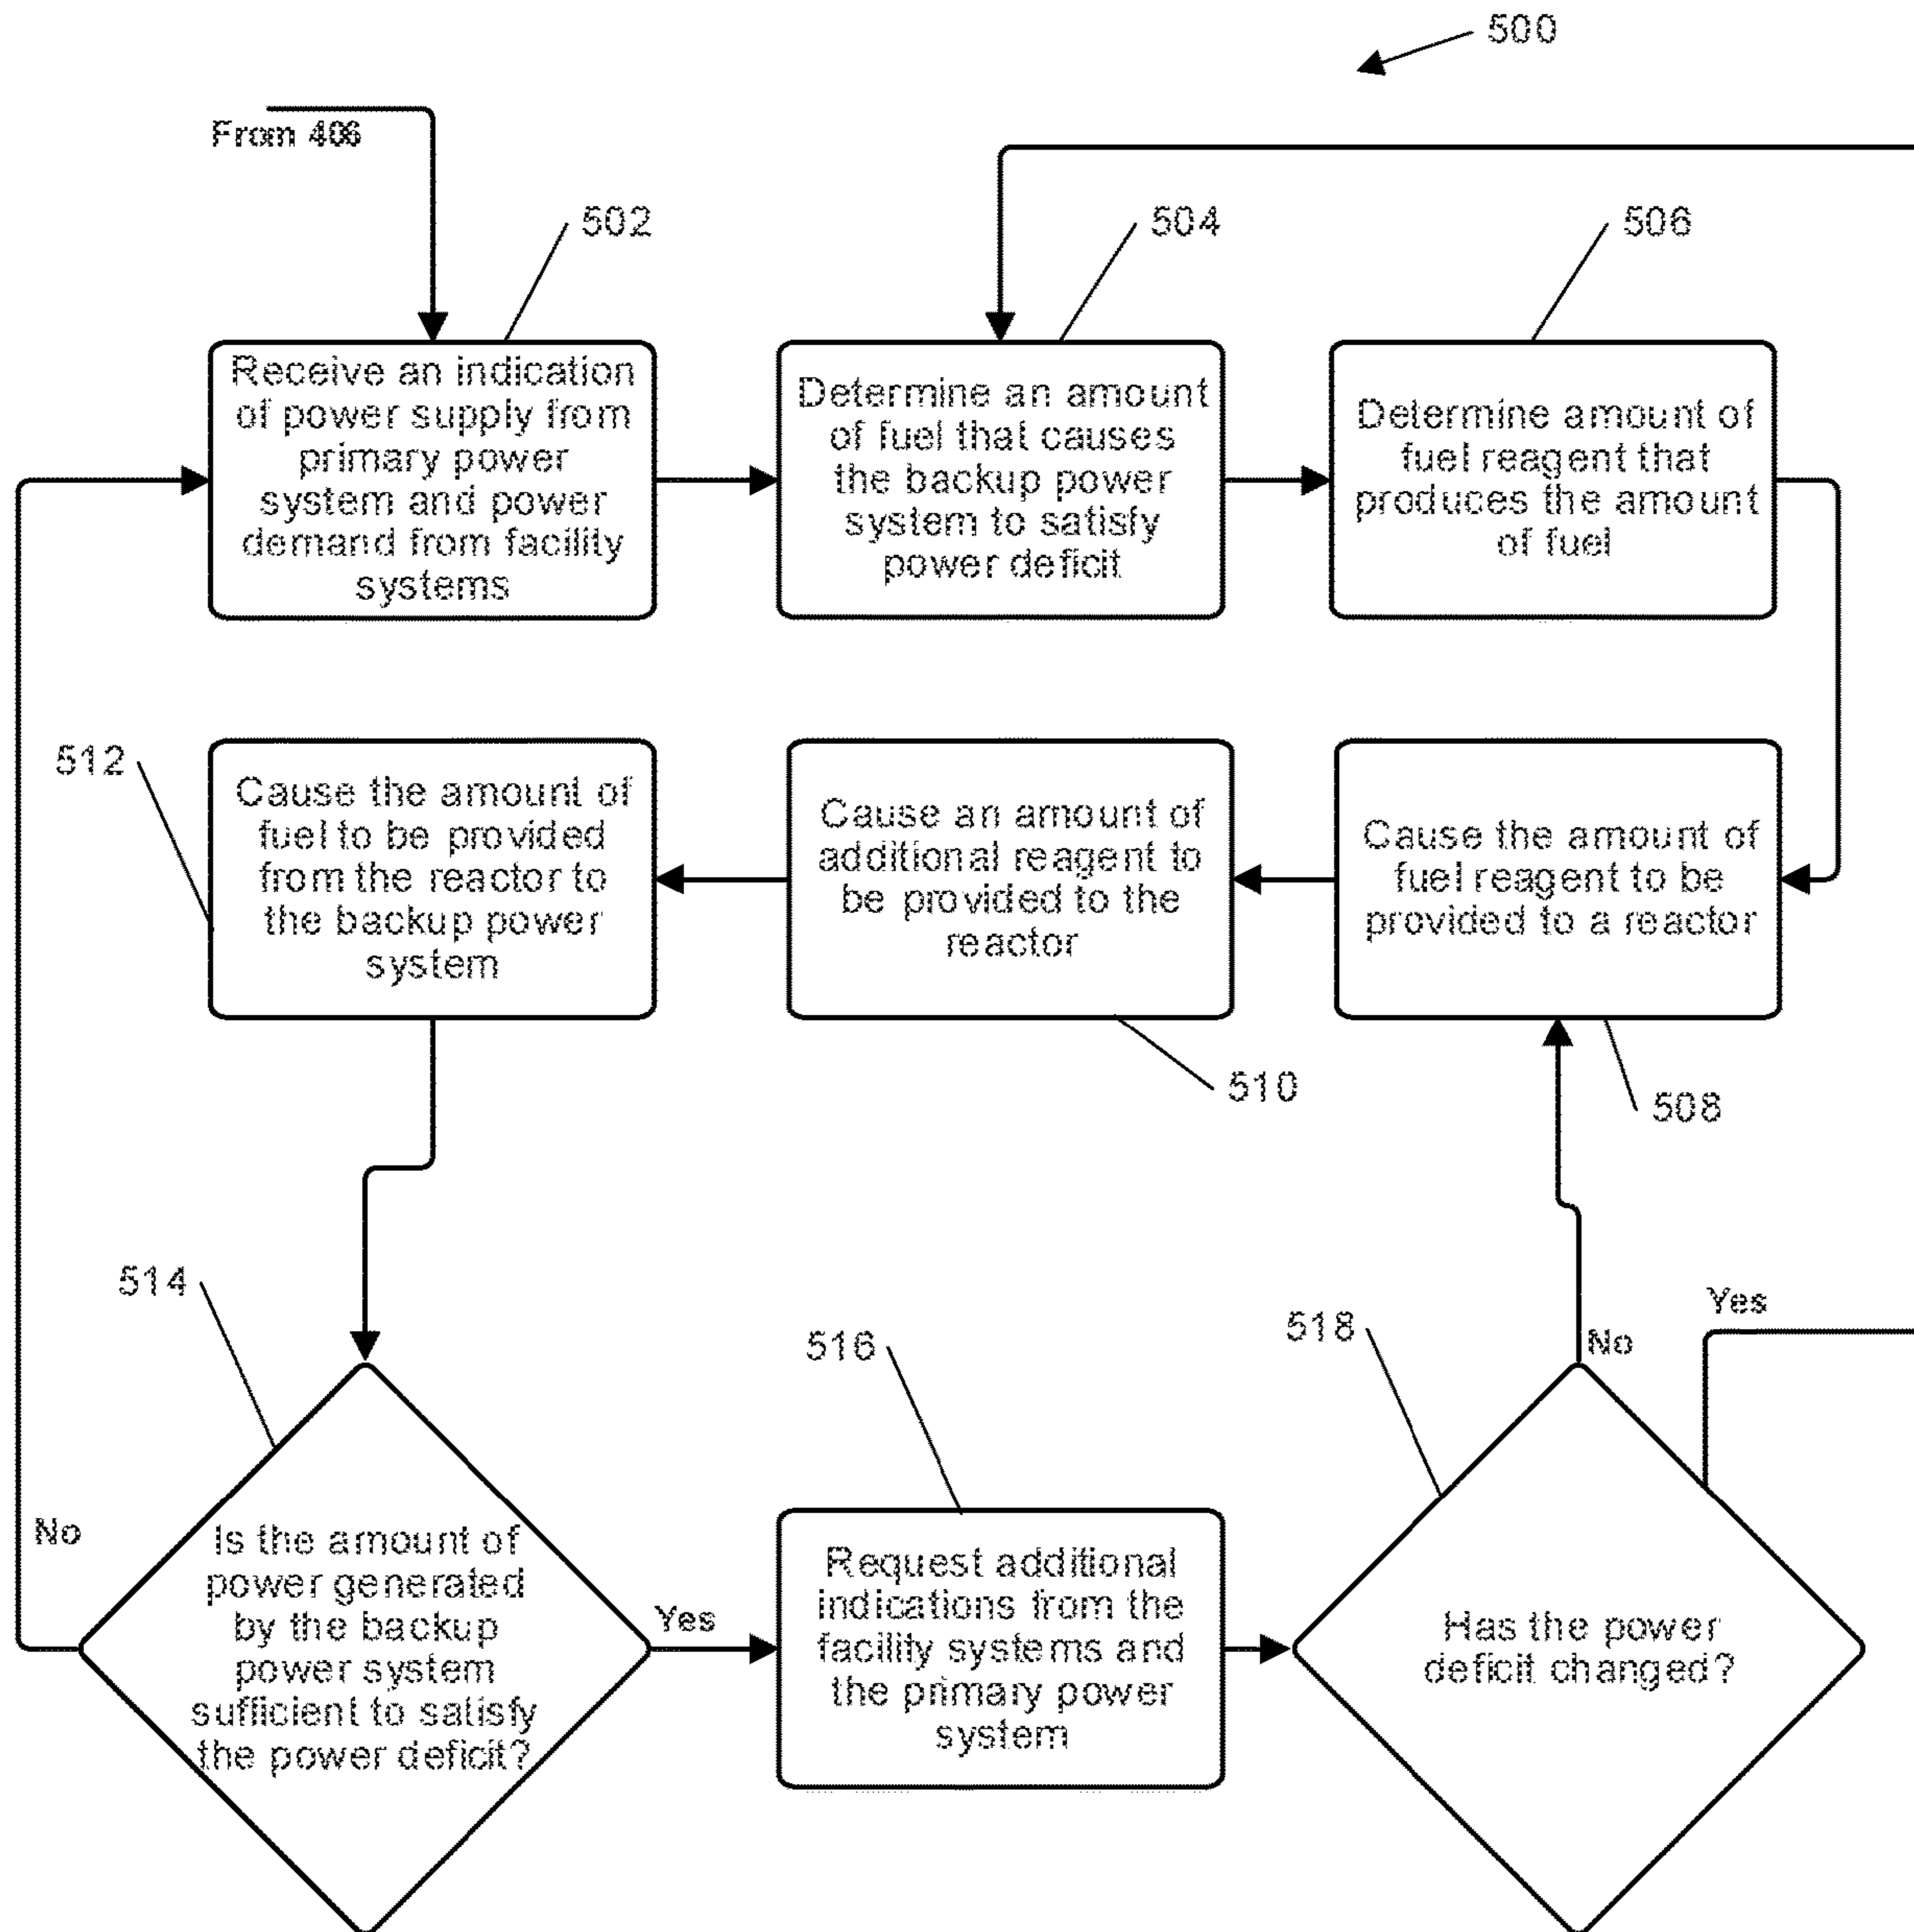 500
From 406
502
504
506
Receive an indication
of power supply from
primary power
system and power
demand from facility
systems
Determine an amount
of fuel that causes
the backup power
system to satisfy
power deficit
Determine amount of
fuel reagent that
produces the amount
of fuel
512
Cause the amount of
fuel to be provided
from the reactor to
the backup power
system
Cause an amount of
additional reagent to
be provided to the
reactor
Cause the amount of
fuel reagent to be
provided to a reactor
510
508
514
516
518
No
Yes
No
Is the amount of
power generated
by the backup
power system
sufficient to satisfy
the power deficit?
Yes
Request additional
indications from the
facility systems and
the primary power
system
Has the power
deficit changed?